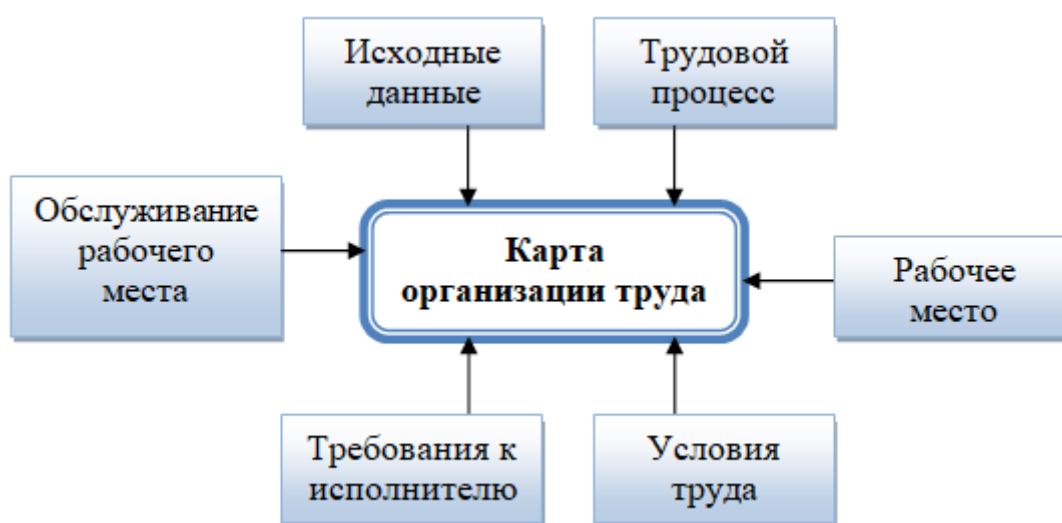 Исходные
данные
Трудовой
процесс
Обслуживание
рабочего
места
Карта
организации труда
Рабочее
место
Требования к
исполнителю
Условия
труда